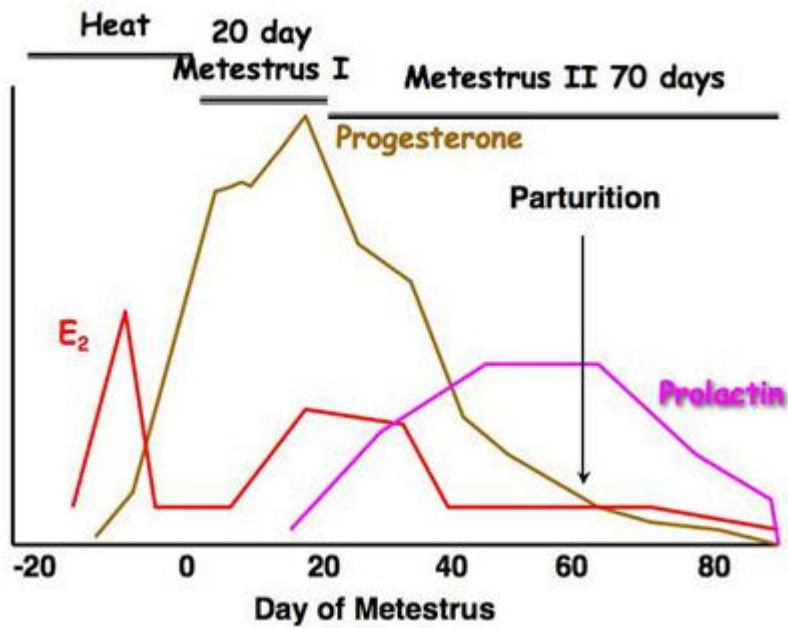 Heat
20 day
Metestrus I
Metestrus II 70 days
Progesterone
Parturition
E₂
Prolactin
-20 0 20 40 60 80
Day of Metestrus